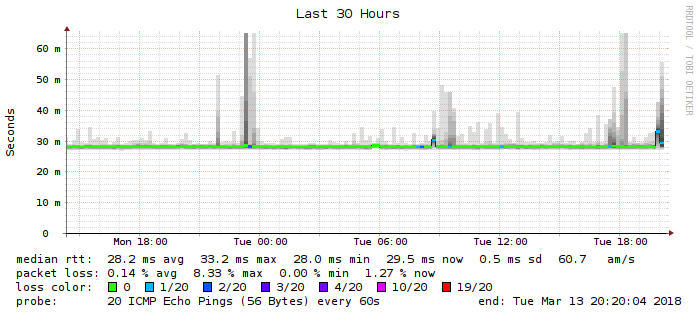 Last 30 Hours
RRDTOOL / TOBI OETIKER
Seconds
60 m
50 m
40 m
30 m
20 m
10 m
0
Mon 18:00 Tue 00:00 Tue 06:00 Tue 12:00 Tue 18:00
median rtt: 28.2 ms avg 33.2 ms max 28.0 ms min 29.5 ms now 0.5 ms sd 60.7 am/s
packet loss: 0.14 % avg 8.33 % max 0.00 % min 1.27 % now
loss color: 0 1/20 2/20 3/20 4/20 10/20 19/20
probe: 20 ICMP Echo Pings (56 Bytes) every 60s end: Tue Mar 13 20:20:04 2018